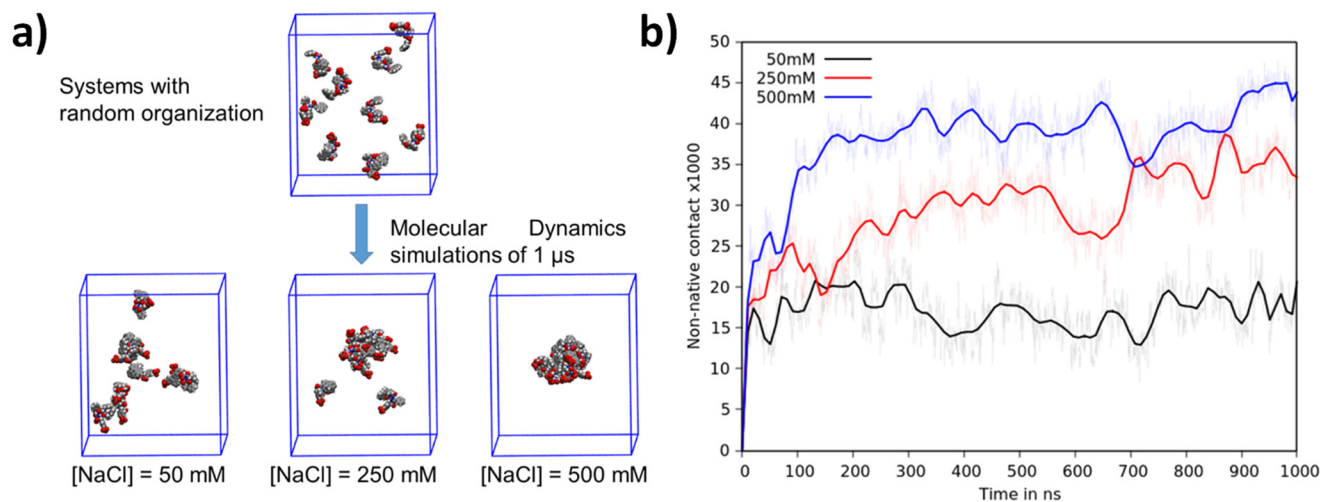 a)
Systems with
random organization
Molecular Dynamics
simulations of 1 µs
[NaCl] = 50 mM
[NaCl] = 250 mM
[NaCl] = 500 mM
b)
50mM
250mM
500mM
Non-native contact x1000
50
45
40
35
30
25
20
15
10
5
0
0
100
200
300
400
500
600
700
800
900
1000
Time in ns